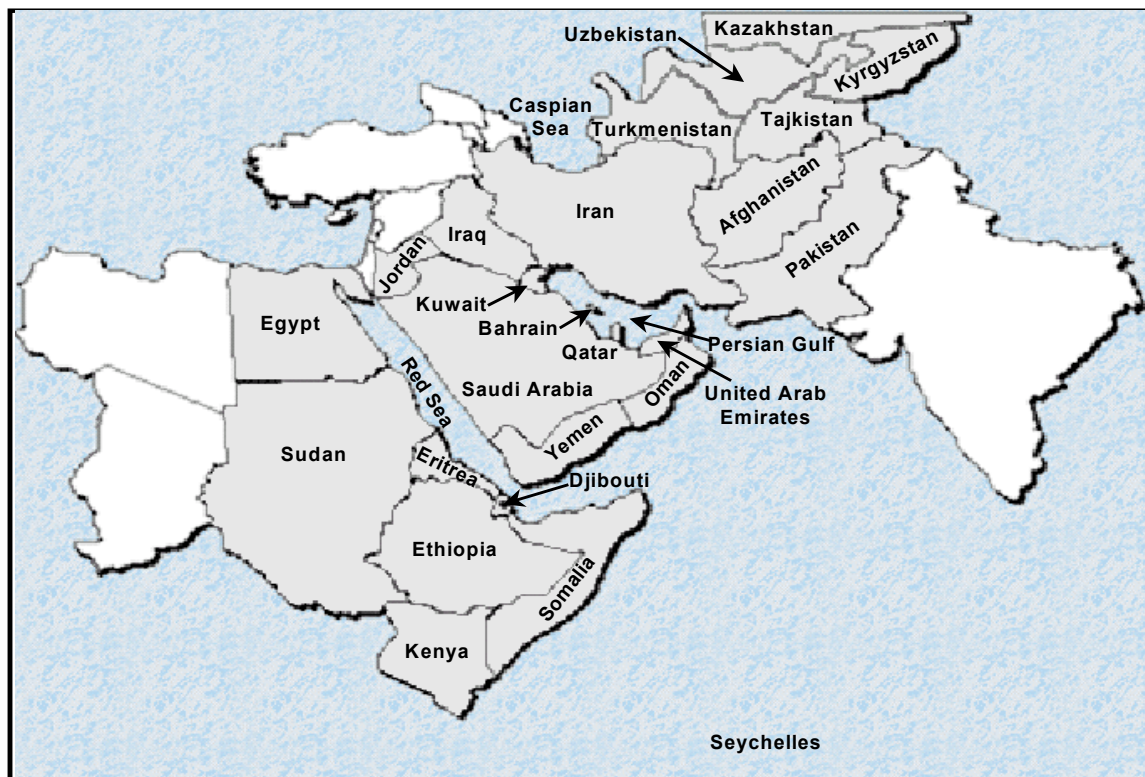 Kazakhstan
Uzbekistan
Kyrgyzstan
Caspian
Sea
Turkmenistan
Tajkistan
Afghanistan
Iran
Pakistan
Iraq
Jordan
Kuwait
Bahrain
Egypt
Persian Gulf
Qatar
Red Sea
Saudi Arabia
Oman
United Arab
Emirates
Yemen
Sudan
Eritrea
Djibouti
Ethiopia
Somalia
Kenya
Seychelles